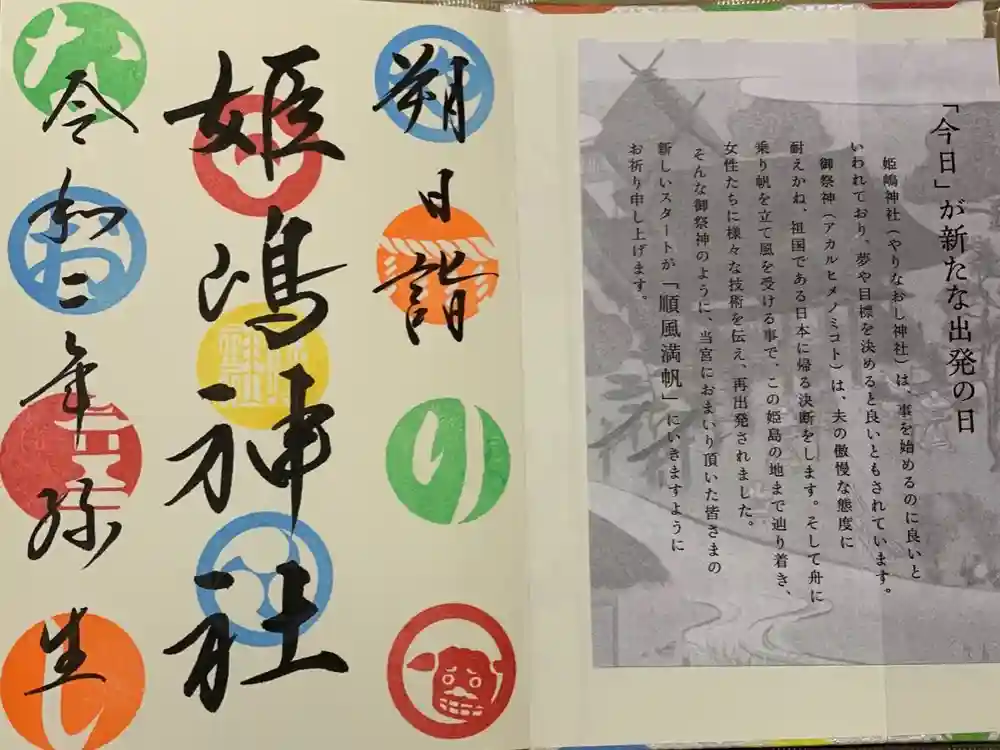 「今日」が新たな出発の日
姫嶋神社（やりなおし神社）は、事を始めるのに良いと
いわれており、夢や目標を決めると良いともされています。
御祭神（アカルヒメノミコト）は、夫の傲慢な態度に
耐えかね、祖国である日本に帰る決断をします。そして舟に
乗り帆を立て風を受ける事で、この姫島の地まで辿り着き、
女性たちに様々な技術を伝え、再出発されました。
そんな御祭神のように、当宮におまいり頂いた皆さまの
新しいスタートが「順風満帆」にいきますように
お祈り申し上げます。
朔日詣
り
姫嶋神社
令和二年弥生
な
お
し